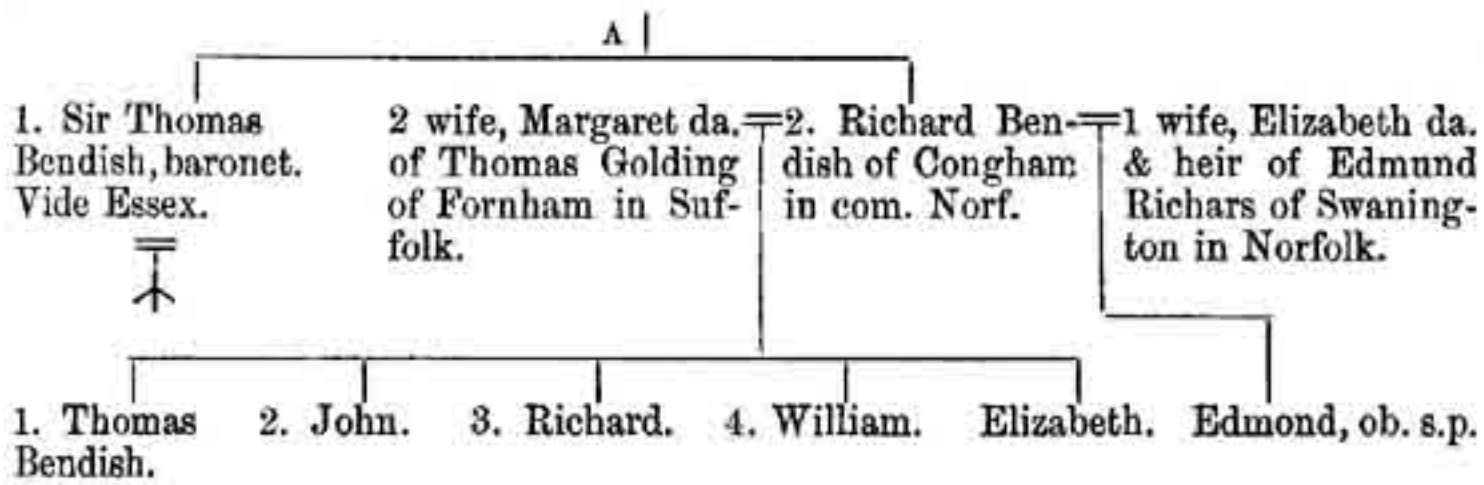 A
1. Sir Thomas
Bendish, baronet.
Vide Essex.
2 wife, Margaret da.
of Thomas Golding
of Fornham in Suf-
folk.
2. Richard Ben-
dish of Congham
in com. Norf.
1 wife, Elizabeth da.
& heir of Edmund
Richars of Swaning-
ton in Norfolk.
1. Thomas
Bendish.
2. John.
3. Richard.
4. William.
Elizabeth.
Edmond, ob. s.p.